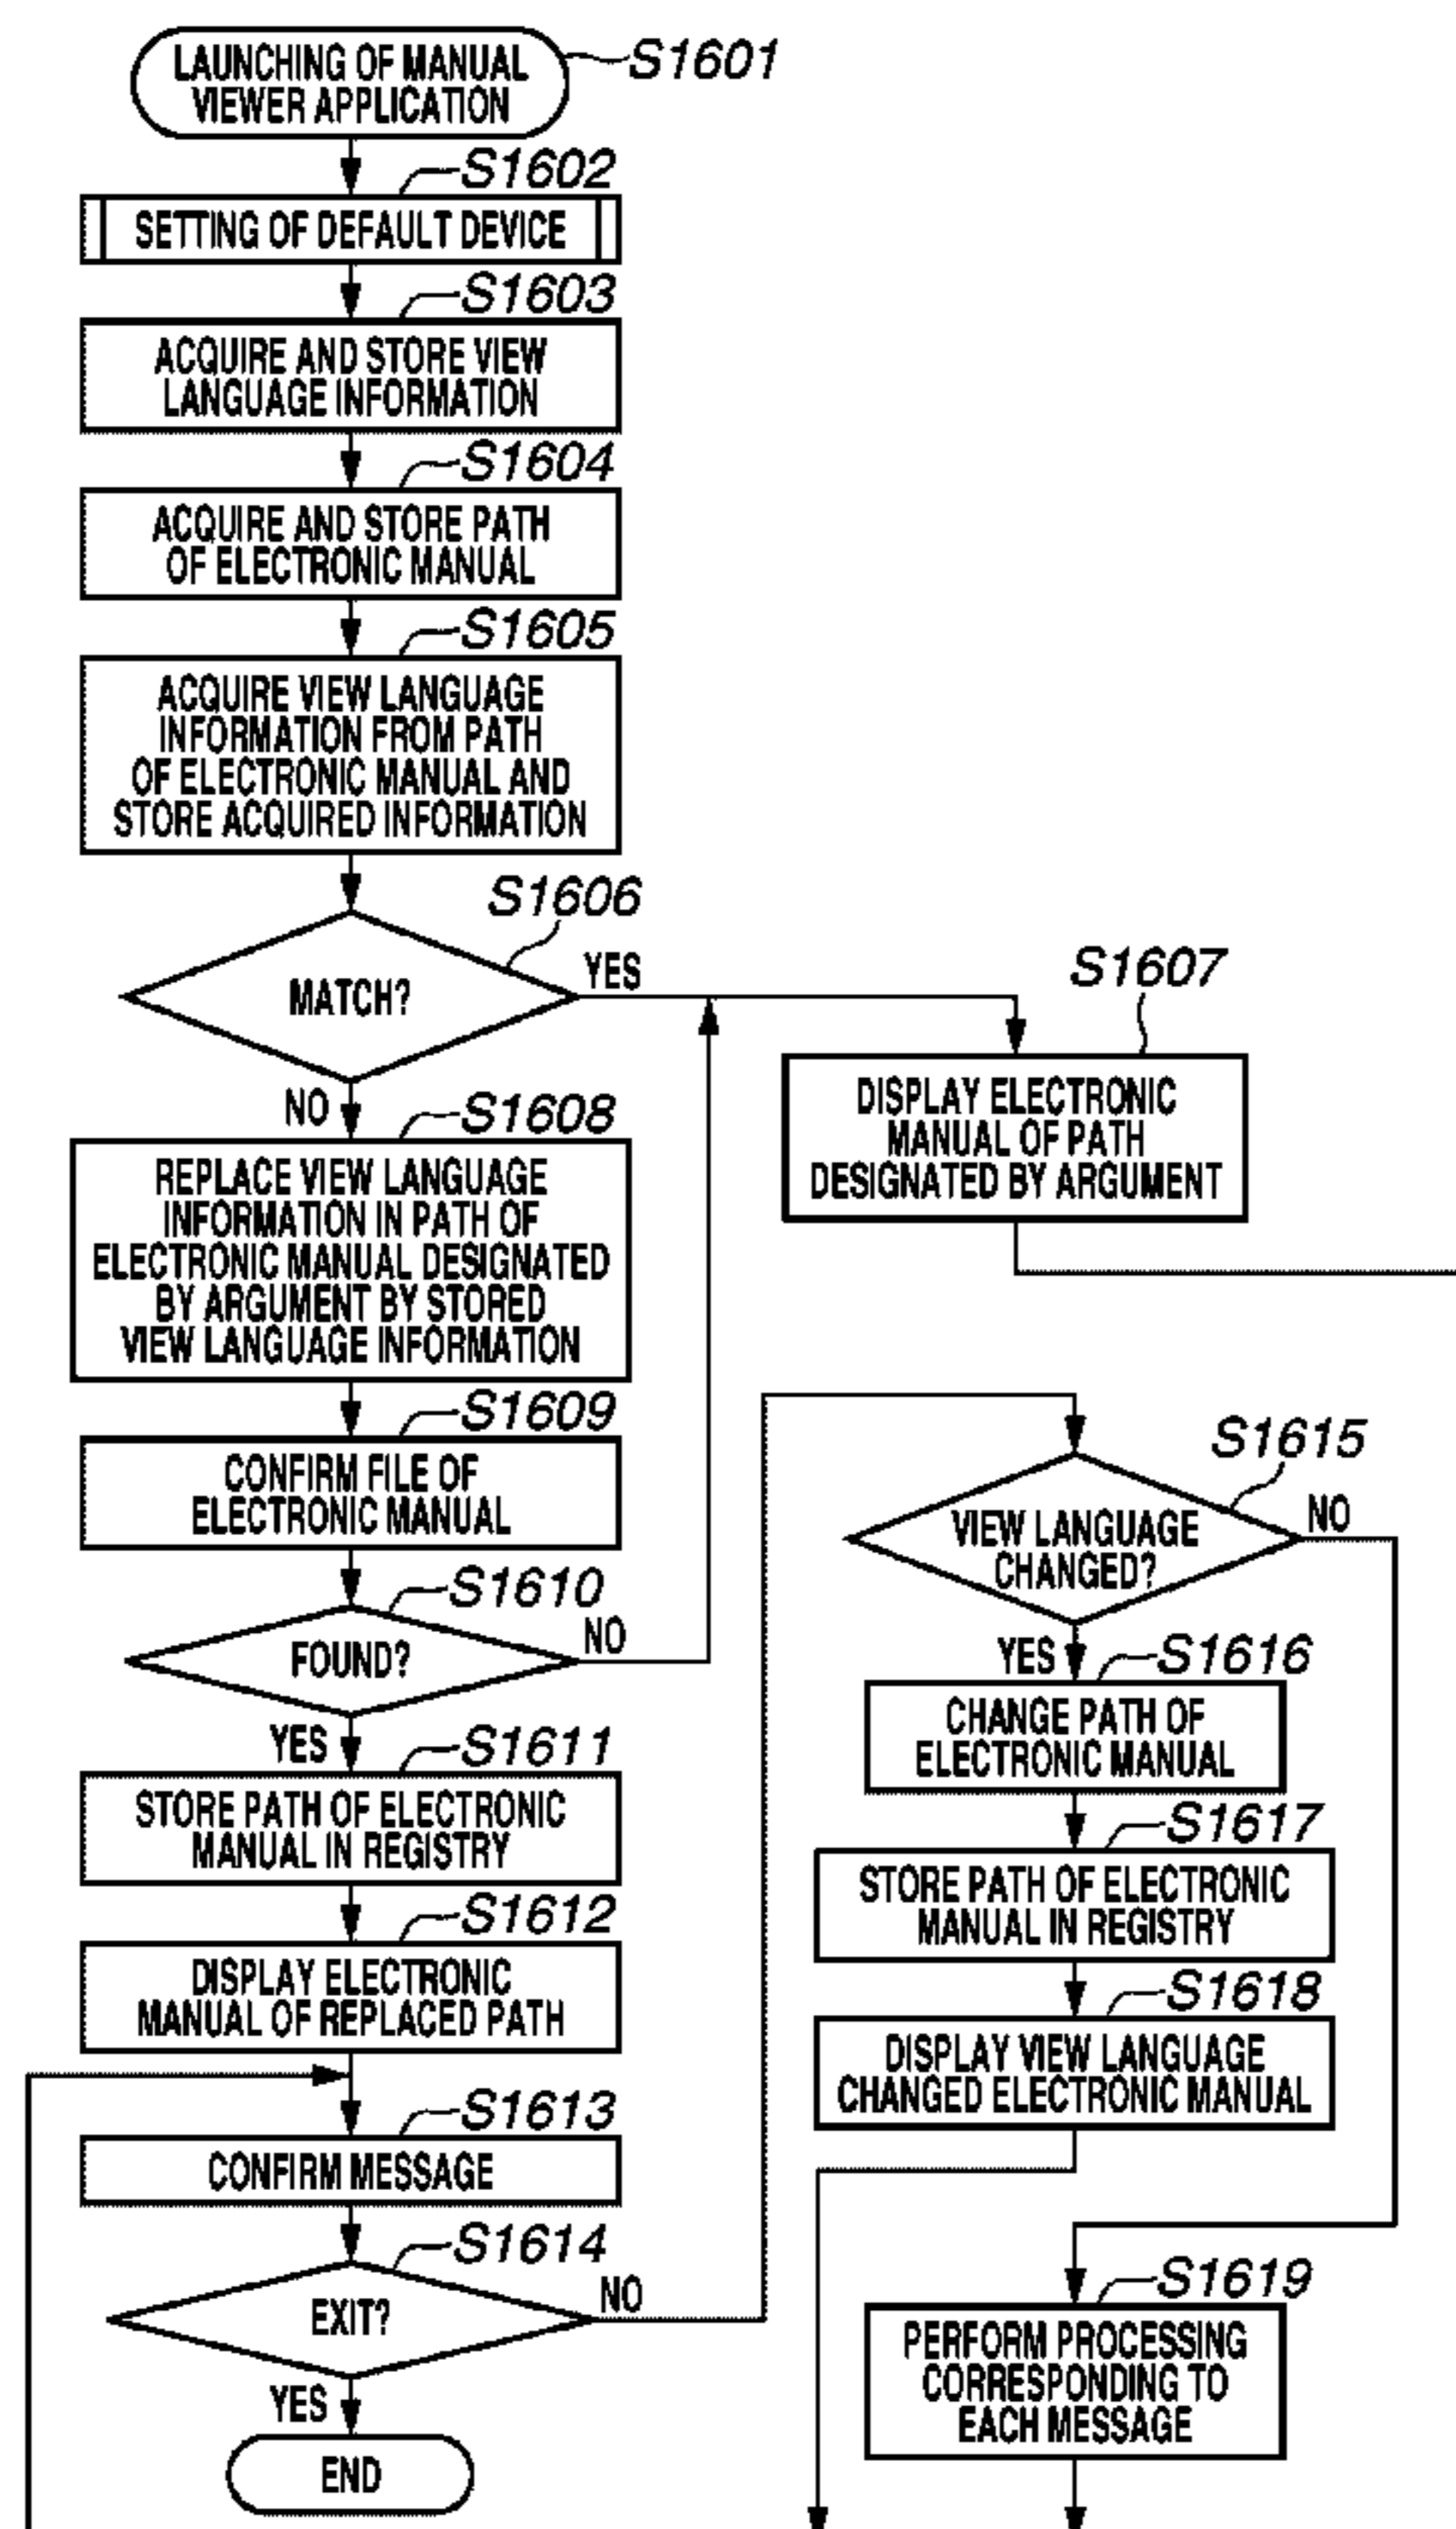 LAUNCHING OF MANUAL
VIEWER APPLICATION
S1601
S1602
SETTING OF DEFAULT DEVICE
S1603
ACQUIRE AND STORE VIEW
LANGUAGE INFORMATION
S1604
ACQUIRE AND STORE PATH
OF ELECTRONIC MANUAL
S1605
ACQUIRE VIEW LANGUAGE
INFORMATION FROM PATH
OF ELECTRONIC MANUAL AND
STORE ACQUIRED INFORMATION
S1606
MATCH?
YES
NO
S1607
DISPLAY ELECTRONIC
MANUAL OF PATH
DESIGNATED BY ARGUMENT
S1608
REPLACE VIEW LANGUAGE
INFORMATION IN PATH OF
ELECTRONIC MANUAL DESIGNATED
BY ARGUMENT BY STORED
VIEW LANGUAGE INFORMATION
S1609
CONFIRM FILE OF
ELECTRONIC MANUAL
S1610
FOUND?
NO
YES
S1611
STORE PATH OF ELECTRONIC
MANUAL IN REGISTRY
S1612
DISPLAY ELECTRONIC
MANUAL OF REPLACED PATH
S1613
CONFIRM MESSAGE
S1614
EXIT?
NO
YES
END
S1615
VIEW LANGUAGE
CHANGED?
NO
YES
S1616
CHANGE PATH OF
ELECTRONIC MANUAL
S1617
STORE PATH OF ELECTRONIC
MANUAL IN REGISTRY
S1618
DISPLAY VIEW LANGUAGE
CHANGED ELECTRONIC MANUAL
S1619
PERFORM PROCESSING
CORRESPONDING TO
EACH MESSAGE